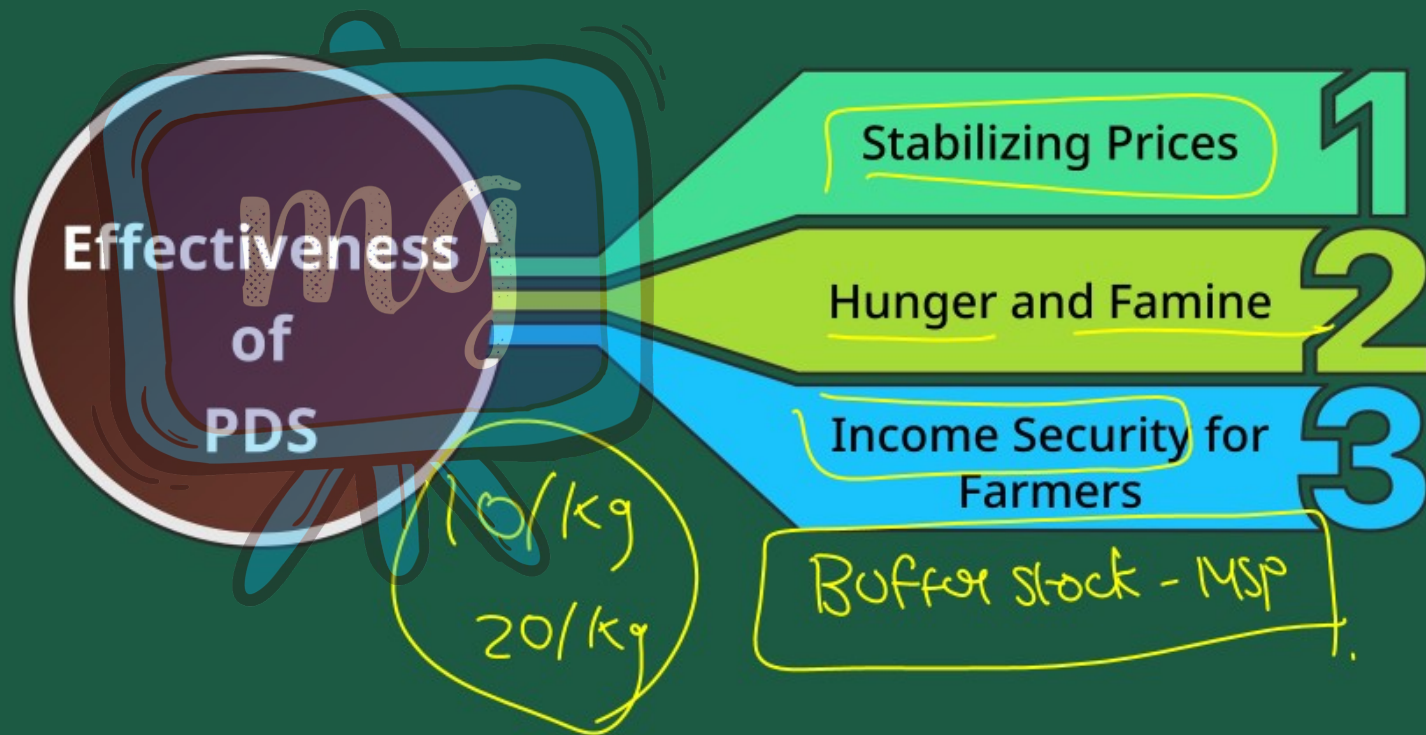 Effectiveness
of
PDS
mg
Stabilizing Prices
1
Hunger and Famine
2
Income Security for
Farmers
3
10/kg
20/kg
Buffer stock - MSP